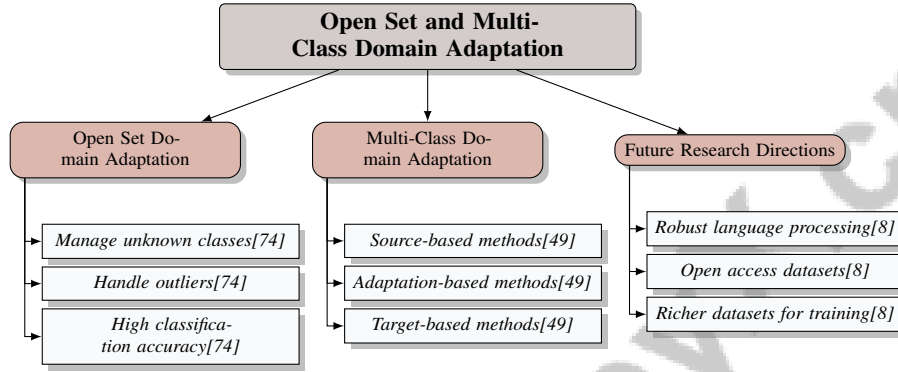 Open Set and Multi-
Class Domain Adaptation
Open Set Do-
main Adaptation
Manage unknown classes[74]
Handle outliers[74]
High classifica-
tion accuracy[74]
Multi-Class Do-
main Adaptation
Source-based methods[49]
Adaptation-based methods[49]
Target-based methods[49]
Future Research Directions
Robust language processing[8]
Open access datasets[8]
Richer datasets for training[8]